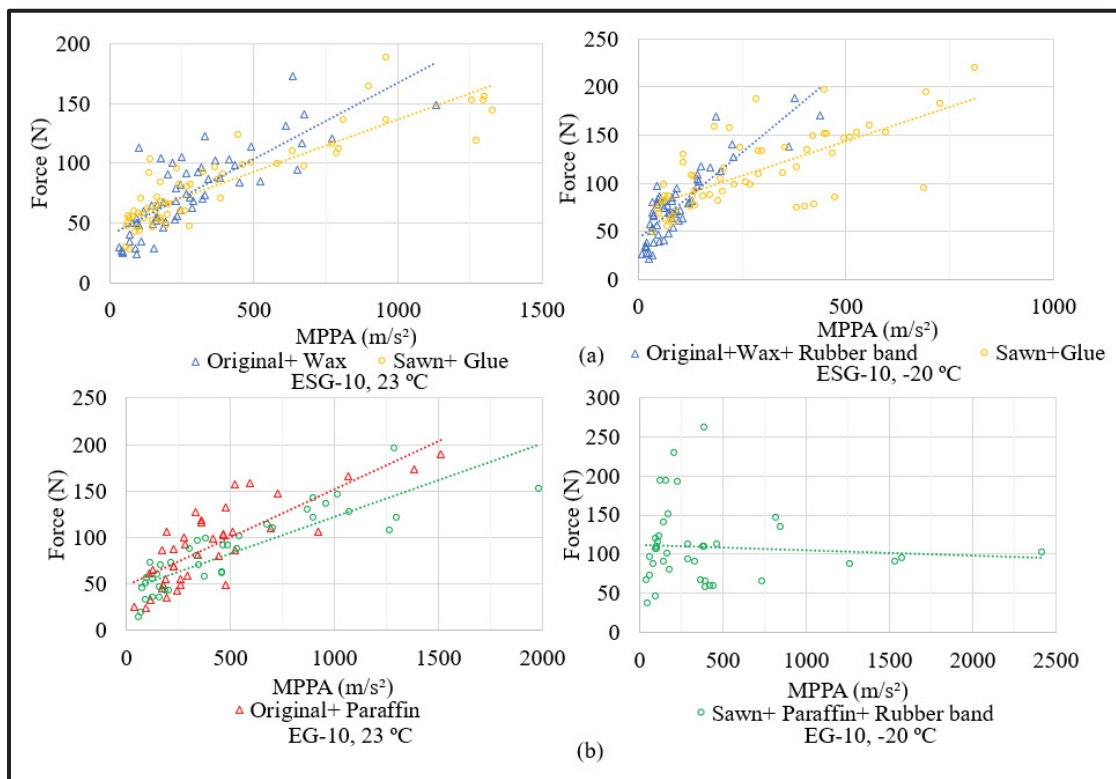 200
150
100
50
0
Force (N)
0
500
1000
1500
MPPA (m/s²)
Original+ Wax
Sawn+ Glue
ESG-10, 23 ºC
250
200
150
100
50
0
Force (N)
0
500
1000
MPPA (m/s²)
Original+Wax+ Rubber band
Sawn+Glue
ESG-10, -20 ºC
(a)
250
200
150
100
50
0
Force (N)
0
500
1000
1500
2000
MPPA (m/s²)
Original+ Paraffin
EG-10, 23 ºC
300
250
200
150
100
50
0
Force (N)
0
500
1000
1500
2000
2500
MPPA (m/s²)
Sawn+ Paraffin+ Rubber band
EG-10, -20 ºC
(b)